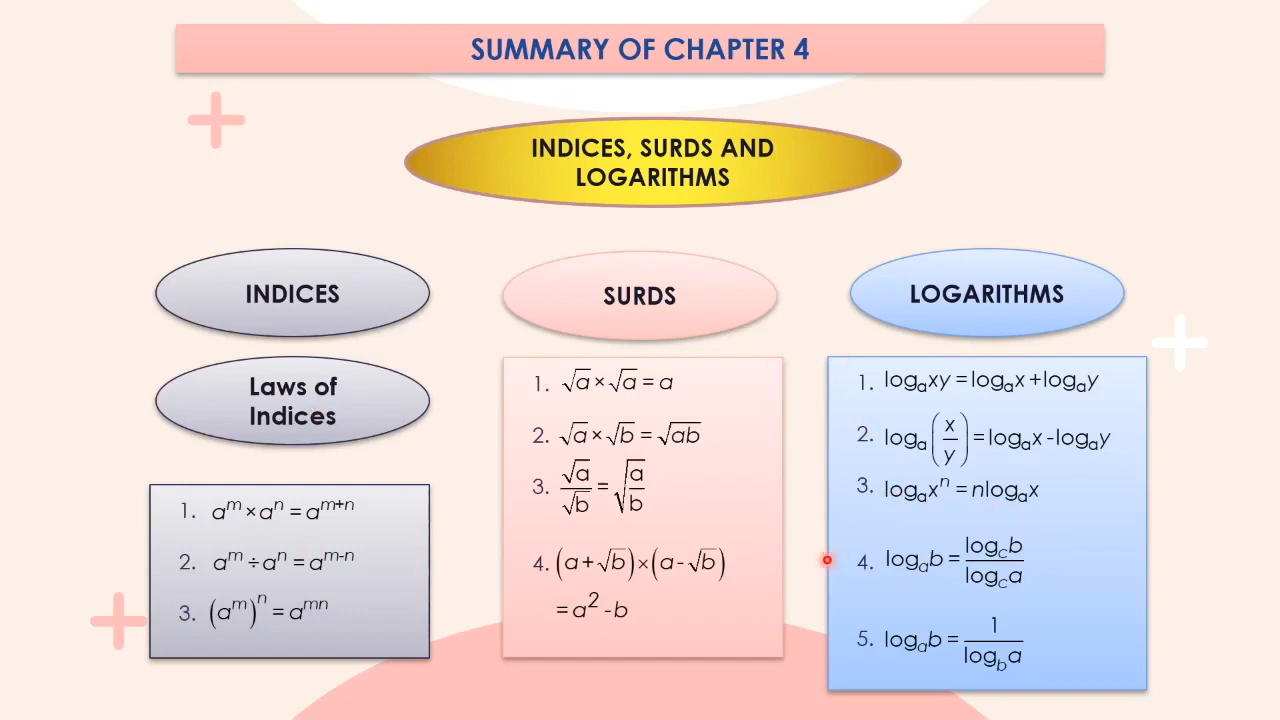 SUMMARY OF CHAPTER 4
INDICES, SURDS AND
LOGARITHMS
INDICES
Laws of
Indices
1. a^m × a^n = a^{m+n}
2. a^m ÷ a^n = a^{m-n}
3. (a^m)^n = a^{mn}
SURDS
1. √a × √a = a
2. √a × √b = √ab
3. √a/√b = √(a/b)
4. (a + √b) × (a - √b)
= a² - b
LOGARITHMS
1. log_a xy = log_a x + log_a y
2. log_a (x/y) = log_a x - log_a y
3. log_a x^n = n log_a x
4. log_a b = log_c b / log_c a
5. log_a b = 1 / log_b a